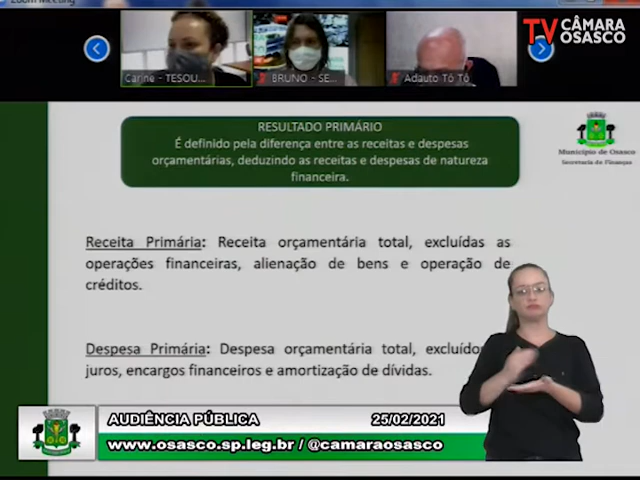 Zoom Meeting
TV CÂMARA
OSASCO
Carine - TESOU...
BRUNO - SE...
Adauto Tô Tô
RESULTADO PRIMÁRIO
É definido pela diferença entre as receitas e despesas
orçamentárias, deduzindo as receitas e despesas de natureza
financeira.
Município de Osasco
Secretaria de Finanças
Receita Primária: Receita orçamentária total, excluídas as
operações financeiras, alienação de bens e operação de
créditos.
Despesa Primária: Despesa orçamentária total, excluído
juros, encargos financeiros e amortização de dívidas.
AUDIÊNCIA PÚBLICA 25/02/2021
www.osasco.sp.leg.br / @camaraosasco